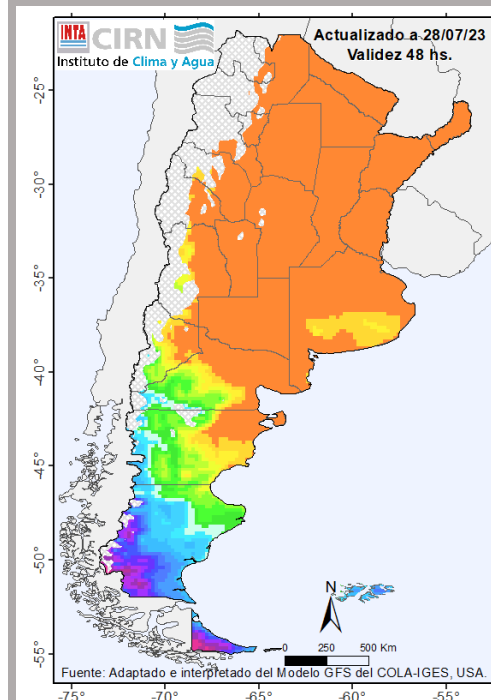 INTA CIRN
Instituto de Clima y Agua
Actualizado a 28/07/23
Validez 48 hs.
-25°
-30°
-35°
-40°
-45°
-50°
-55°
N
0 250 500 Km
Fuente: Adaptado e interpretado del Modelo GFS del COLA-IGES, USA.
-75° -70° -65° -60° -55°